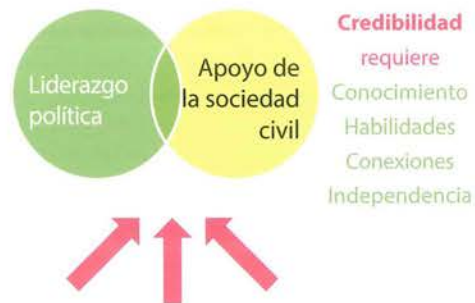 Liderazgo
política
Apoyo de
la sociedad
civil
Credibilidad
requiere
Conocimiento
Habilidades
Conexiones
Independencia